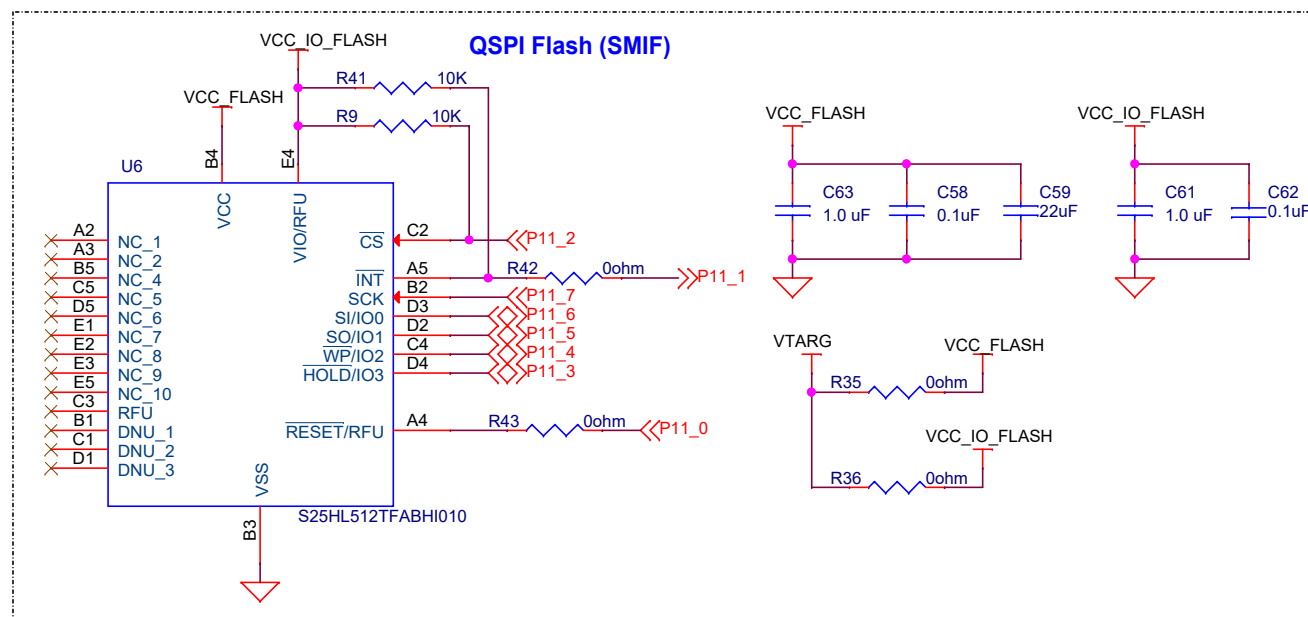 QSPI Flash (SMIF)
VCC_IO_FLASH
R41 10K
VCC_FLASH
R9 10K
B4
E4
U6
VCC
VIO/RFU
A2 NC_1
A3 NC_2
B5 NC_4
C5 NC_5
D5 NC_6
E1 NC_7
E2 NC_8
E3 NC_9
E5 NC_10
C3 RFU
B1 DNU_1
C1 DNU_2
D1 DNU_3
CS C2 P11_2
INT A5 R42 0ohm P11_1
SCK B2 P11_7
SI/IO0 D3 P11_6
SO/IO1 D2 P11_5
WP/IO2 C4 P11_4
HOLD/IO3 D4 P11_3
RESET/RFU A4 R43 0ohm P11_0
VSS
S25HL512TFABHI010
B3
VCC_FLASH
C63
1.0 uF
C58
0.1uF
C59
22uF
VCC_IO_FLASH
C61
1.0 uF
C62
0.1uF
VTARG
VCC_FLASH
R35 0ohm
VCC_IO_FLASH
R36 0ohm